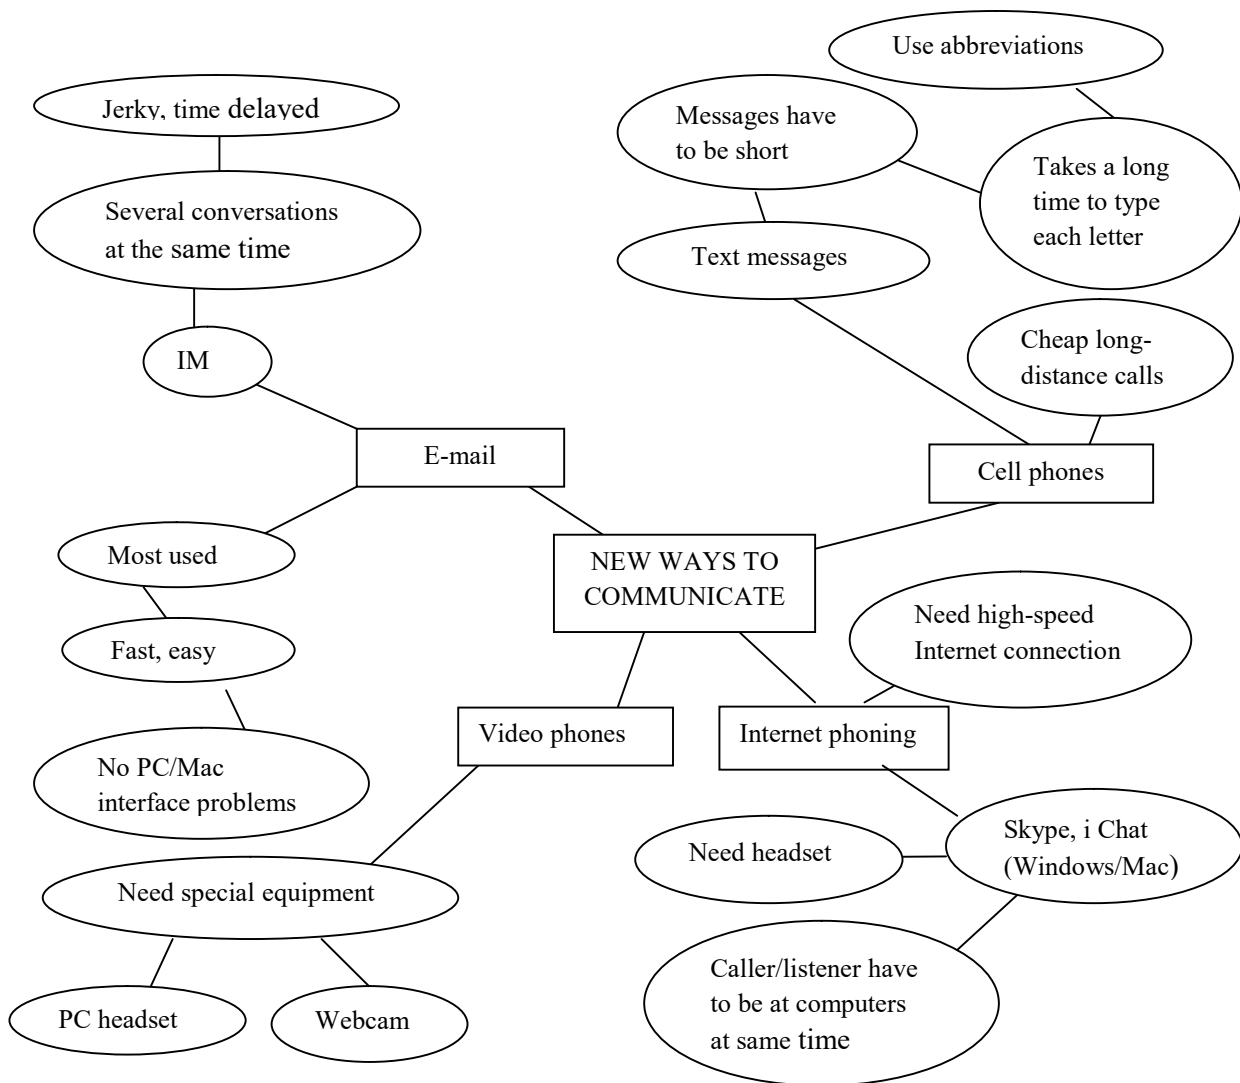 Use abbreviations
Jerky, time delayed
Messages have
to be short
Takes a long
time to type
each letter
Several conversations
at the same time
Text messages
IM
Cheap long-
distance calls
E-mail
Cell phones
Most used
NEW WAYS TO
COMMUNICATE
Need high-speed
Internet connection
Fast, easy
Video phones
Internet phoning
No PC/Mac
interface problems
Skype, i Chat
(Windows/Mac)
Need headset
Need special equipment
Caller/listener have
to be at computers
at same time
PC headset
Webcam